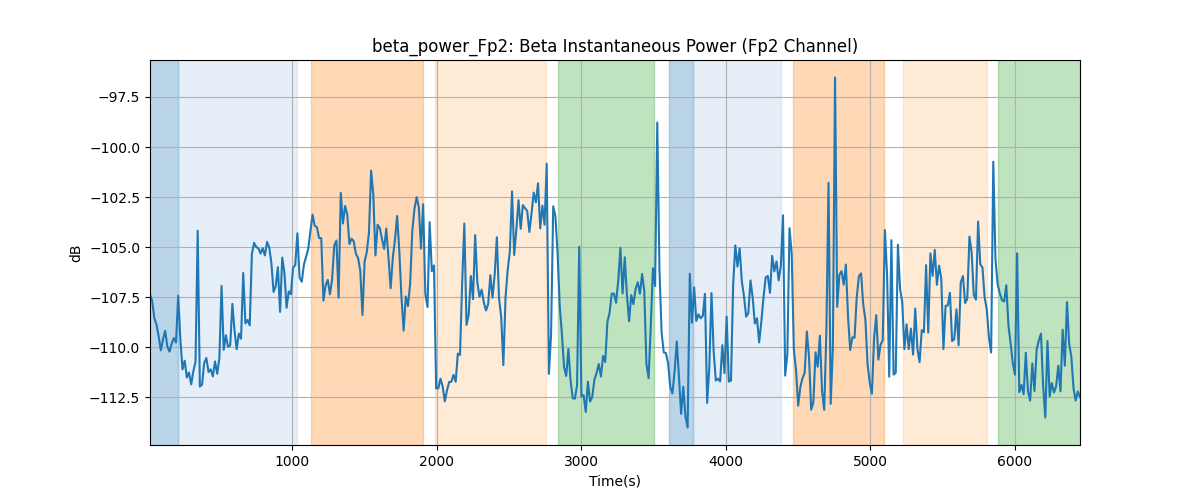 beta_power_Fp2: Beta Instantaneous Power (Fp2 Channel)
−97.5
−100.0
−102.5
−105.0
−107.5
−110.0
−112.5
dB
1000 2000 3000 4000 5000 6000
Time(s)